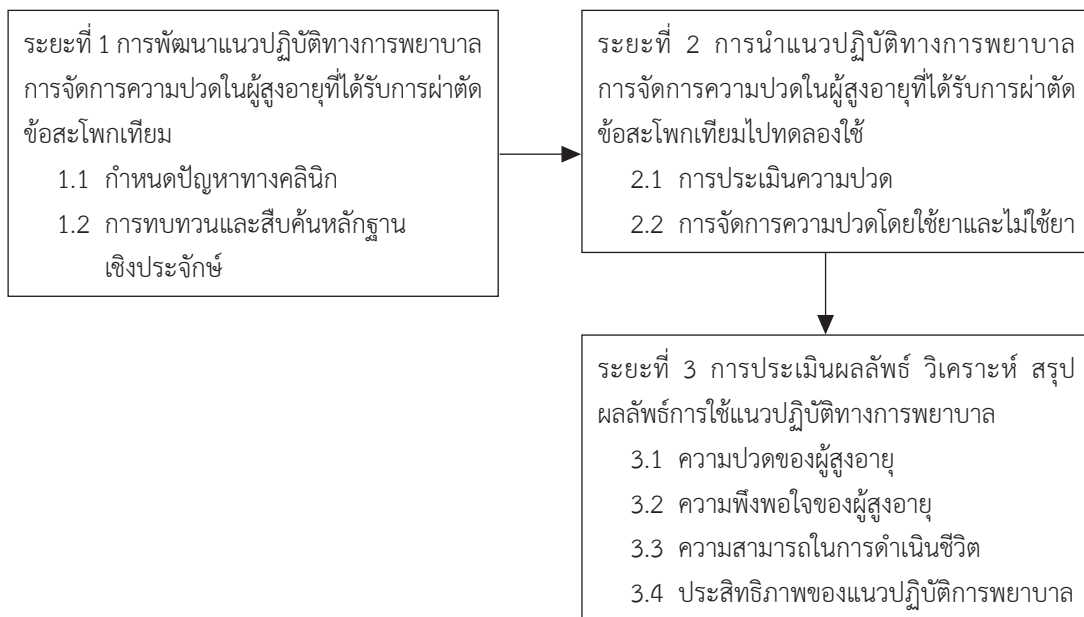 ระยะที่ 1 การพัฒนาแนวปฏิบัติทางการพยาบาล
การจัดการความปวดในผู้สูงอายุที่ได้รับการผ่าตัด
ข้อสะโพกเทียม
1.1 กำหนดปัญหาทางคลินิก
1.2 การทบทวนและสืบค้นหลักฐาน
เชิงประจักษ์
ระยะที่ 2 การนำแนวปฏิบัติทางการพยาบาล
การจัดการความปวดในผู้สูงอายุที่ได้รับการผ่าตัด
ข้อสะโพกเทียมไปทดลองใช้
2.1 การประเมินความปวด
2.2 การจัดการความปวดโดยใช้ยาและไม่ใช้ยา
ระยะที่ 3 การประเมินผลลัพธ์ วิเคราะห์ สรุป
ผลลัพธ์การใช้แนวปฏิบัติทางการพยาบาล
3.1 ความปวดของผู้สูงอายุ
3.2 ความพึงพอใจของผู้สูงอายุ
3.3 ความสามารถในการดำเนินชีวิต
3.4 ประสิทธิภาพของแนวปฏิบัติการพยาบาล